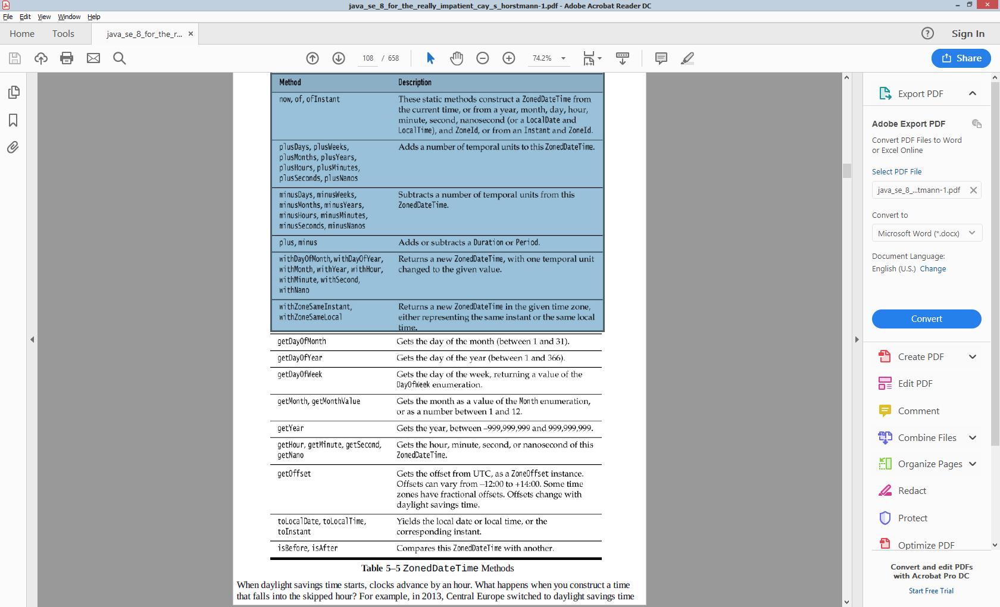 java_se_8_for_the_really_impatient_cay_s_horstmann-1.pdf - Adobe Acrobat Reader DC
File Edit View Window Help
Home Tools java_se_8_for_the_r... ×
? Sign In
108 / 658
74.2%
Share
Method Description
now, of, ofInstant These static methods construct a ZonedDateTime from
the current time, or from a year, month, day, hour,
minute, second, nanosecond (or a LocalDate and
LocalTime), and ZoneId, or from an Instant and ZoneId.
plusDays, plusWeeks, Adds a number of temporal units to this ZonedDateTime.
plusMonths, plusYears,
plusHours, plusMinutes,
plusSeconds, plusNanos
minusDays, minusWeeks, Subtracts a number of temporal units from this
minusMonths, minusYears, ZonedDateTime.
minusHours, minusMinutes,
minusSeconds, minusNanos
plus, minus Adds or subtracts a Duration or Period.
withDayOfMonth, withDayOfYear, Returns a new ZonedDateTime, with one temporal unit
withMonth, withYear, withHour, changed to the given value.
withMinute, withSecond,
withNano
withZoneSameInstant, Returns a new ZonedDateTime in the given time zone,
withZoneSameLocal either representing the same instant or the same local
time.
getDayOfMonth Gets the day of the month (between 1 and 31).
getDayOfYear Gets the day of the year (between 1 and 366).
getDayOfWeek Gets the day of the week, returning a value of the
DayOfWeek enumeration.
getMonth, getMonthValue Gets the month as a value of the Month enumeration,
or as a number between 1 and 12.
getYear Gets the year, between –999,999,999 and 999,999,999.
getHour, getMinute, getSecond, Gets the hour, minute, second, or nanosecond of this
getNano ZonedDateTime.
getOffset Gets the offset from UTC, as a ZoneOffset instance.
Offsets can vary from –12:00 to +14:00. Some time
zones have fractional offsets. Offsets change with
daylight savings time.
toLocalDate, toLocalTime, Yields the local date or local time, or the
toInstant corresponding instant.
isBefore, isAfter Compares this ZonedDateTime with another.
Table 5–5 ZonedDateTime Methods
When daylight savings time starts, clocks advance by an hour. What happens when you construct a time
that falls into the skipped hour? For example, in 2013, Central Europe switched to daylight savings time
Export PDF
Adobe Export PDF
Convert PDF Files to Word
or Excel Online
Select PDF File
java_se_8_...tmann-1.pdf
Convert to
Microsoft Word (*.docx)
Document Language:
English (U.S.) Change
Convert
Create PDF
Edit PDF
Comment
Combine Files
Organize Pages
Redact
Protect
Optimize PDF
Convert and edit PDFs
with Acrobat Pro DC
Start Free Trial